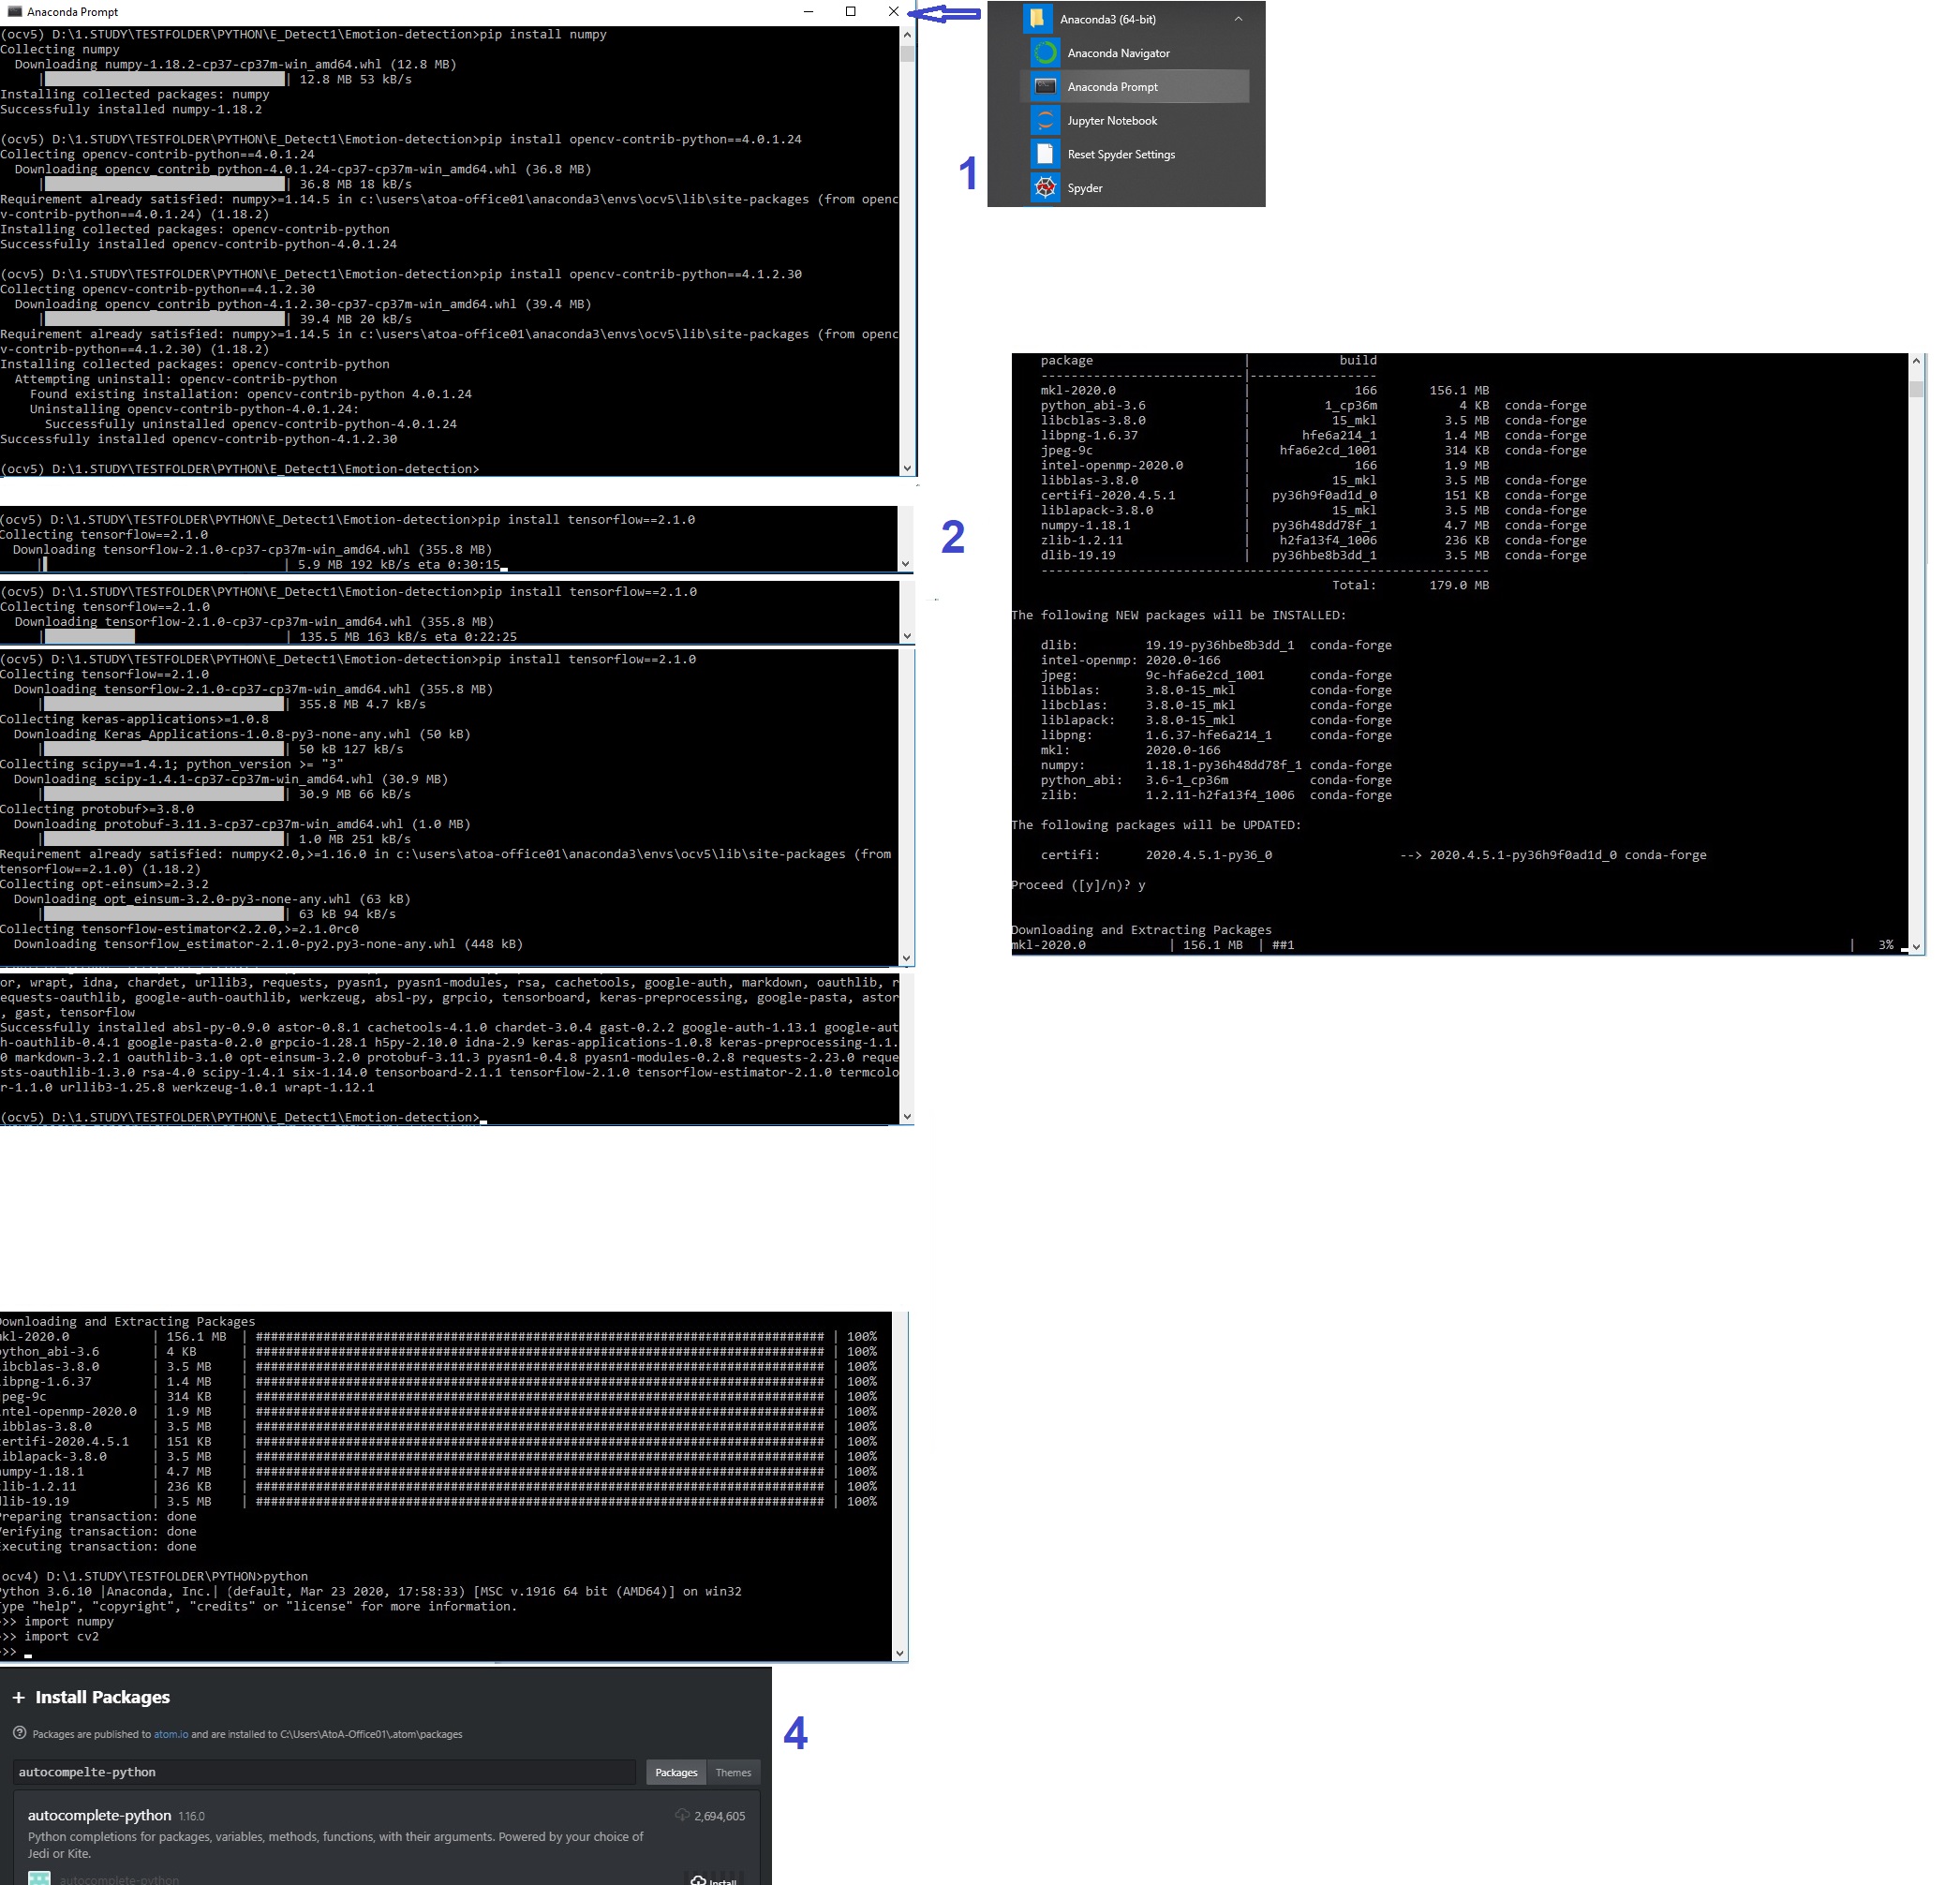 Anaconda Prompt
(ocv5) D:\1.STUDY\TESTFOLDER\PYTHON\E_Detect1\Emotion-detection>pip install numpy
Collecting numpy
Downloading numpy-1.18.2-cp37-cp37m-win_amd64.whl (12.8 MB)
| | 12.8 MB 53 kB/s
Installing collected packages: numpy
Successfully installed numpy-1.18.2
(ocv5) D:\1.STUDY\TESTFOLDER\PYTHON\E_Detect1\Emotion-detection>pip install opencv-contrib-python==4.0.1.24
Collecting opencv-contrib-python==4.0.1.24
Downloading opencv_contrib_python-4.0.1.24-cp37-cp37m-win_amd64.whl (36.8 MB)
| | 36.8 MB 18 kB/s
Requirement already satisfied: numpy>=1.14.5 in c:\users\atoa-office01\anaconda3\envs\ocv5\lib\site-packages (from openc
v-contrib-python==4.0.1.24) (1.18.2)
Installing collected packages: opencv-contrib-python
Successfully installed opencv-contrib-python-4.0.1.24
(ocv5) D:\1.STUDY\TESTFOLDER\PYTHON\E_Detect1\Emotion-detection>pip install opencv-contrib-python==4.1.2.30
Collecting opencv-contrib-python==4.1.2.30
Downloading opencv_contrib_python-4.1.2.30-cp37-cp37m-win_amd64.whl (39.4 MB)
| | 39.4 MB 20 kB/s
Requirement already satisfied: numpy>=1.14.5 in c:\users\atoa-office01\anaconda3\envs\ocv5\lib\site-packages (from openc
v-contrib-python==4.1.2.30) (1.18.2)
Installing collected packages: opencv-contrib-python
Attempting uninstall: opencv-contrib-python
Found existing installation: opencv-contrib-python 4.0.1.24
Uninstalling opencv-contrib-python-4.0.1.24:
Successfully uninstalled opencv-contrib-python-4.0.1.24
Successfully installed opencv-contrib-python-4.1.2.30
(ocv5) D:\1.STUDY\TESTFOLDER\PYTHON\E_Detect1\Emotion-detection>
1
Anaconda3 (64-bit)
Anaconda Navigator
Anaconda Prompt
Jupyter Notebook
Reset Spyder Settings
Spyder
(ocv5) D:\1.STUDY\TESTFOLDER\PYTHON\E_Detect1\Emotion-detection>pip install tensorflow==2.1.0
Collecting tensorflow==2.1.0
Downloading tensorflow-2.1.0-cp37-cp37m-win_amd64.whl (355.8 MB)
| | 5.9 MB 192 kB/s eta 0:30:15
2
(ocv5) D:\1.STUDY\TESTFOLDER\PYTHON\E_Detect1\Emotion-detection>pip install tensorflow==2.1.0
Collecting tensorflow==2.1.0
Downloading tensorflow-2.1.0-cp37-cp37m-win_amd64.whl (355.8 MB)
| | 135.5 MB 163 kB/s eta 0:22:25
(ocv5) D:\1.STUDY\TESTFOLDER\PYTHON\E_Detect1\Emotion-detection>pip install tensorflow==2.1.0
Collecting tensorflow==2.1.0
Downloading tensorflow-2.1.0-cp37-cp37m-win_amd64.whl (355.8 MB)
| | 355.8 MB 4.7 kB/s
Collecting keras-applications>=1.0.8
Downloading Keras_Applications-1.0.8-py3-none-any.whl (50 kB)
| | 50 kB 127 kB/s
Collecting scipy==1.4.1; python_version >= "3"
Downloading scipy-1.4.1-cp37-cp37m-win_amd64.whl (30.9 MB)
| | 30.9 MB 66 kB/s
Collecting protobuf>=3.8.0
Downloading protobuf-3.11.3-cp37-cp37m-win_amd64.whl (1.0 MB)
| | 1.0 MB 251 kB/s
Requirement already satisfied: numpy<2.0,>=1.16.0 in c:\users\atoa-office01\anaconda3\envs\ocv5\lib\site-packages (from
tensorflow==2.1.0) (1.18.2)
Collecting opt-einsum>=2.3.2
Downloading opt_einsum-3.2.0-py3-none-any.whl (63 kB)
| | 63 kB 94 kB/s
Collecting tensorflow-estimator<2.2.0,>=2.1.0rc0
Downloading tensorflow_estimator-2.1.0-py2.py3-none-any.whl (448 kB)
or, wrapt, idna, chardet, urllib3, requests, pyasn1, pyasn1-modules, rsa, cachetools, google-auth, markdown, oauthlib, r
equests-oauthlib, google-auth-oauthlib, werkzeug, absl-py, grpcio, tensorboard, keras-preprocessing, google-pasta, astor
, gast, tensorflow
Successfully installed absl-py-0.9.0 astor-0.8.1 cachetools-4.1.0 chardet-3.0.4 gast-0.2.2 google-auth-1.13.1 google-aut
h-oauthlib-0.4.1 google-pasta-0.2.0 grpcio-1.28.1 h5py-2.10.0 idna-2.9 keras-applications-1.0.8 keras-preprocessing-1.1.
0 markdown-3.2.1 oauthlib-3.1.0 opt-einsum-3.2.0 protobuf-3.11.3 pyasn1-0.4.8 pyasn1-modules-0.2.8 requests-2.23.0 reque
sts-oauthlib-1.3.0 rsa-4.0 scipy-1.4.1 six-1.14.0 tensorboard-2.1.1 tensorflow-2.1.0 tensorflow-estimator-2.1.0 termcolo
r-1.1.0 urllib3-1.25.8 werkzeug-1.0.1 wrapt-1.12.1
(ocv5) D:\1.STUDY\TESTFOLDER\PYTHON\E_Detect1\Emotion-detection>
package | build
---------------------------|-----------------
mkl-2020.0 | 166 156.1 MB
python_abi-3.6 | 1_cp36m 4 KB conda-forge
libcblas-3.8.0 | 15_mkl 3.5 MB conda-forge
libpng-1.6.37 | hfe6a214_1 1.4 MB conda-forge
jpeg-9c | hfa6e2cd_1001 314 KB conda-forge
intel-openmp-2020.0 | 166 1.9 MB
libblas-3.8.0 | 15_mkl 3.5 MB conda-forge
certifi-2020.4.5.1 | py36h9f0ad1d_0 151 KB conda-forge
liblapack-3.8.0 | 15_mkl 3.5 MB conda-forge
numpy-1.18.1 | py36h48dd78f_1 4.7 MB conda-forge
zlib-1.2.11 | h2fa13f4_1006 236 KB conda-forge
dlib-19.19 | py36hbe8b3dd_1 3.5 MB conda-forge
------------------------------------------------------------
Total: 179.0 MB
The following NEW packages will be INSTALLED:
dlib: 19.19-py36hbe8b3dd_1 conda-forge
intel-openmp: 2020.0-166
jpeg: 9c-hfa6e2cd_1001 conda-forge
libblas: 3.8.0-15_mkl conda-forge
libcblas: 3.8.0-15_mkl conda-forge
liblapack: 3.8.0-15_mkl conda-forge
libpng: 1.6.37-hfe6a214_1 conda-forge
mkl: 2020.0-166
numpy: 1.18.1-py36h48dd78f_1 conda-forge
python_abi: 3.6-1_cp36m conda-forge
zlib: 1.2.11-h2fa13f4_1006 conda-forge
The following packages will be UPDATED:
certifi: 2020.4.5.1-py36_0 --> 2020.4.5.1-py36h9f0ad1d_0 conda-forge
Proceed ([y]/n)? y
Downloading and Extracting Packages
mkl-2020.0 | 156.1 MB | ##1 | 3%
ownloading and Extracting Packages
kl-2020.0 | 156.1 MB | ############################################################################ | 100%
ython_abi-3.6 | 4 KB | ############################################################################ | 100%
ibcblas-3.8.0 | 3.5 MB | ############################################################################ | 100%
ibpng-1.6.37 | 1.4 MB | ############################################################################ | 100%
peg-9c | 314 KB | ############################################################################ | 100%
ntel-openmp-2020.0 | 1.9 MB | ############################################################################ | 100%
ibblas-3.8.0 | 3.5 MB | ############################################################################ | 100%
ertifi-2020.4.5.1 | 151 KB | ############################################################################ | 100%
iblapack-3.8.0 | 3.5 MB | ############################################################################ | 100%
umpy-1.18.1 | 4.7 MB | ############################################################################ | 100%
lib-1.2.11 | 236 KB | ############################################################################ | 100%
lib-19.19 | 3.5 MB | ############################################################################ | 100%
reparing transaction: done
erifying transaction: done
xecuting transaction: done
ocv4) D:\1.STUDY\TESTFOLDER\PYTHON>python
ython 3.6.10 |Anaconda, Inc.| (default, Mar 23 2020, 17:58:33) [MSC v.1916 64 bit (AMD64)] on win32
ype "help", "copyright", "credits" or "license" for more information.
>>> import numpy
>>> import cv2
>>>
+ Install Packages
Packages are published to atom.io and are installed to C:\Users\AtoA-Office01\.atom\packages
4
autocompelte-python
Packages Themes
autocomplete-python 1.16.0 2,694,605
Python completions for packages, variables, methods, functions, with their arguments. Powered by your choice of
Jedi or Kite.
autocomplete-python Install